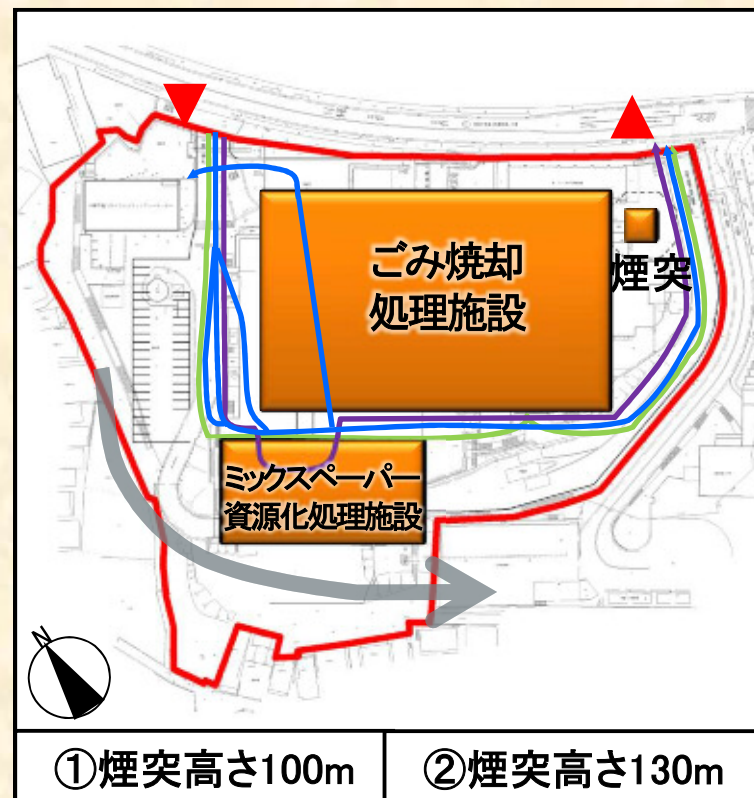 ごみ焼却
処理施設
煙突
ミックスペーパー
資源化処理施設
N
①煙突高さ100m
②煙突高さ130m